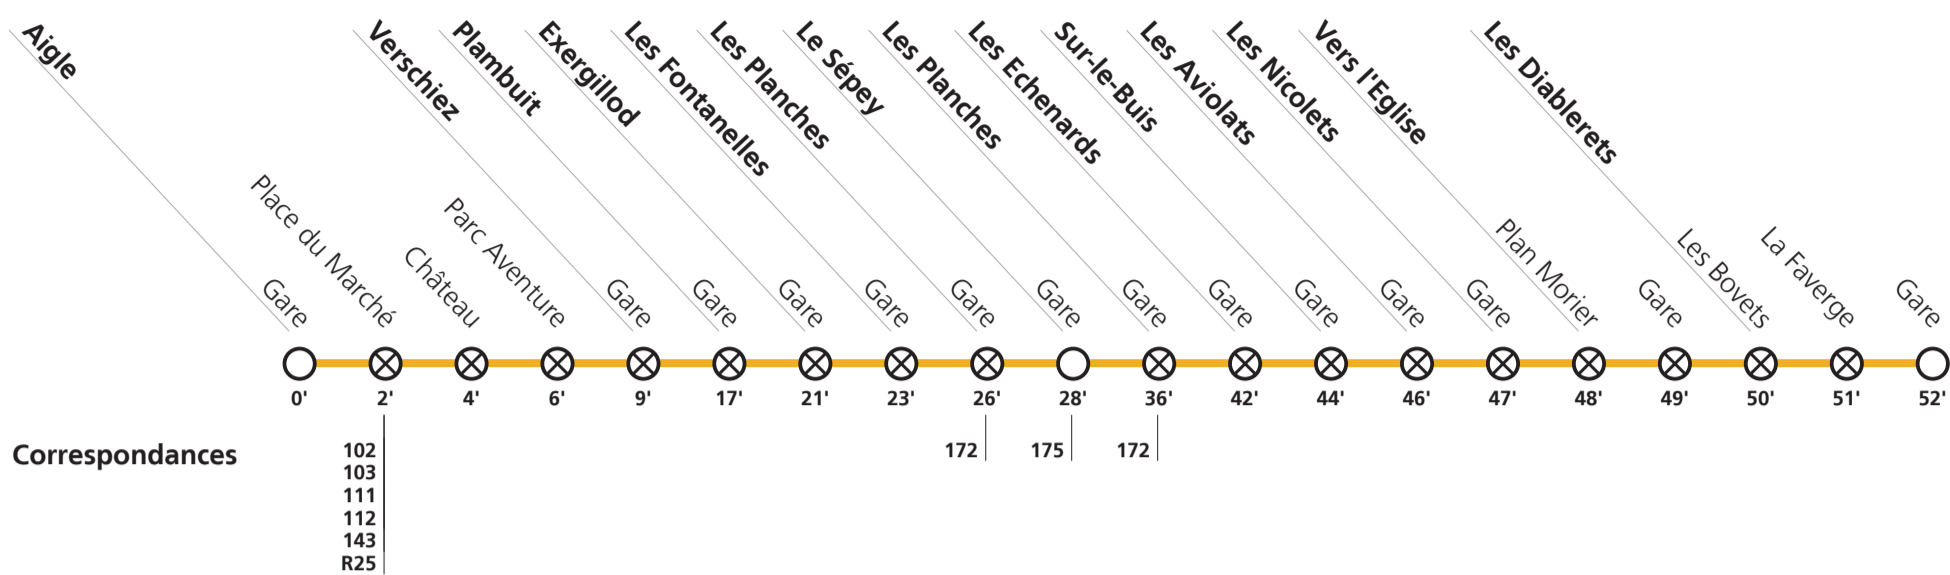 Aigle
Verschiez
Plambuit
Exergillod
Les Fontanelles
Les Planches
Le Sépey
Les Planches
Les Echenards
Sur-le-Buis
Les Aviolats
Les Nicolets
Vers l'Eglise
Les Diablerets
Gare
Place du Marché
Château
Parc Aventure
Gare
Gare
Gare
Gare
Gare
Gare
Gare
Gare
Gare
Gare
Gare
Plan Morier
Gare
Les Bovets
La Faverge
Gare
0' 2' 4' 6' 9' 17' 21' 23' 26' 28' 36' 42' 44' 46' 47' 48' 49' 50' 51' 52'
Correspondances
102
103
111
112
143
R25
172
175
172